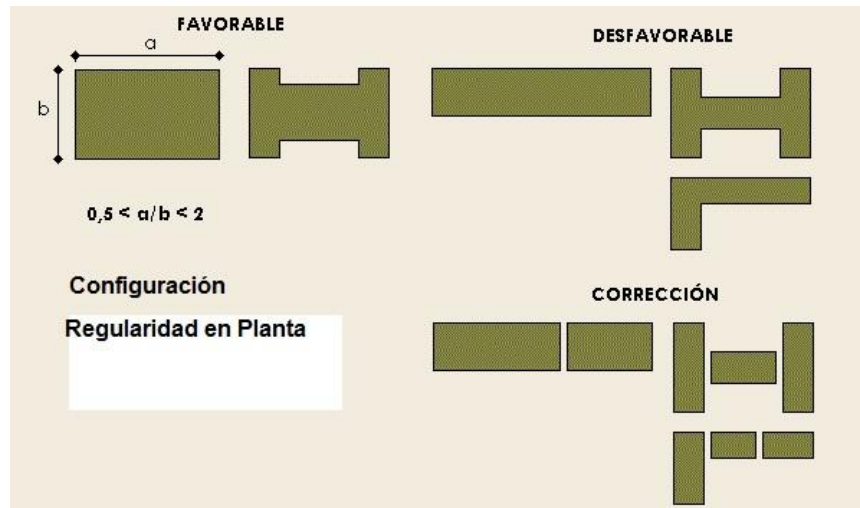 FAVORABLE
a
b
0,5 < a/b < 2
Configuración
Regularidad en Planta
DESFAVORABLE
CORRECCIÓN